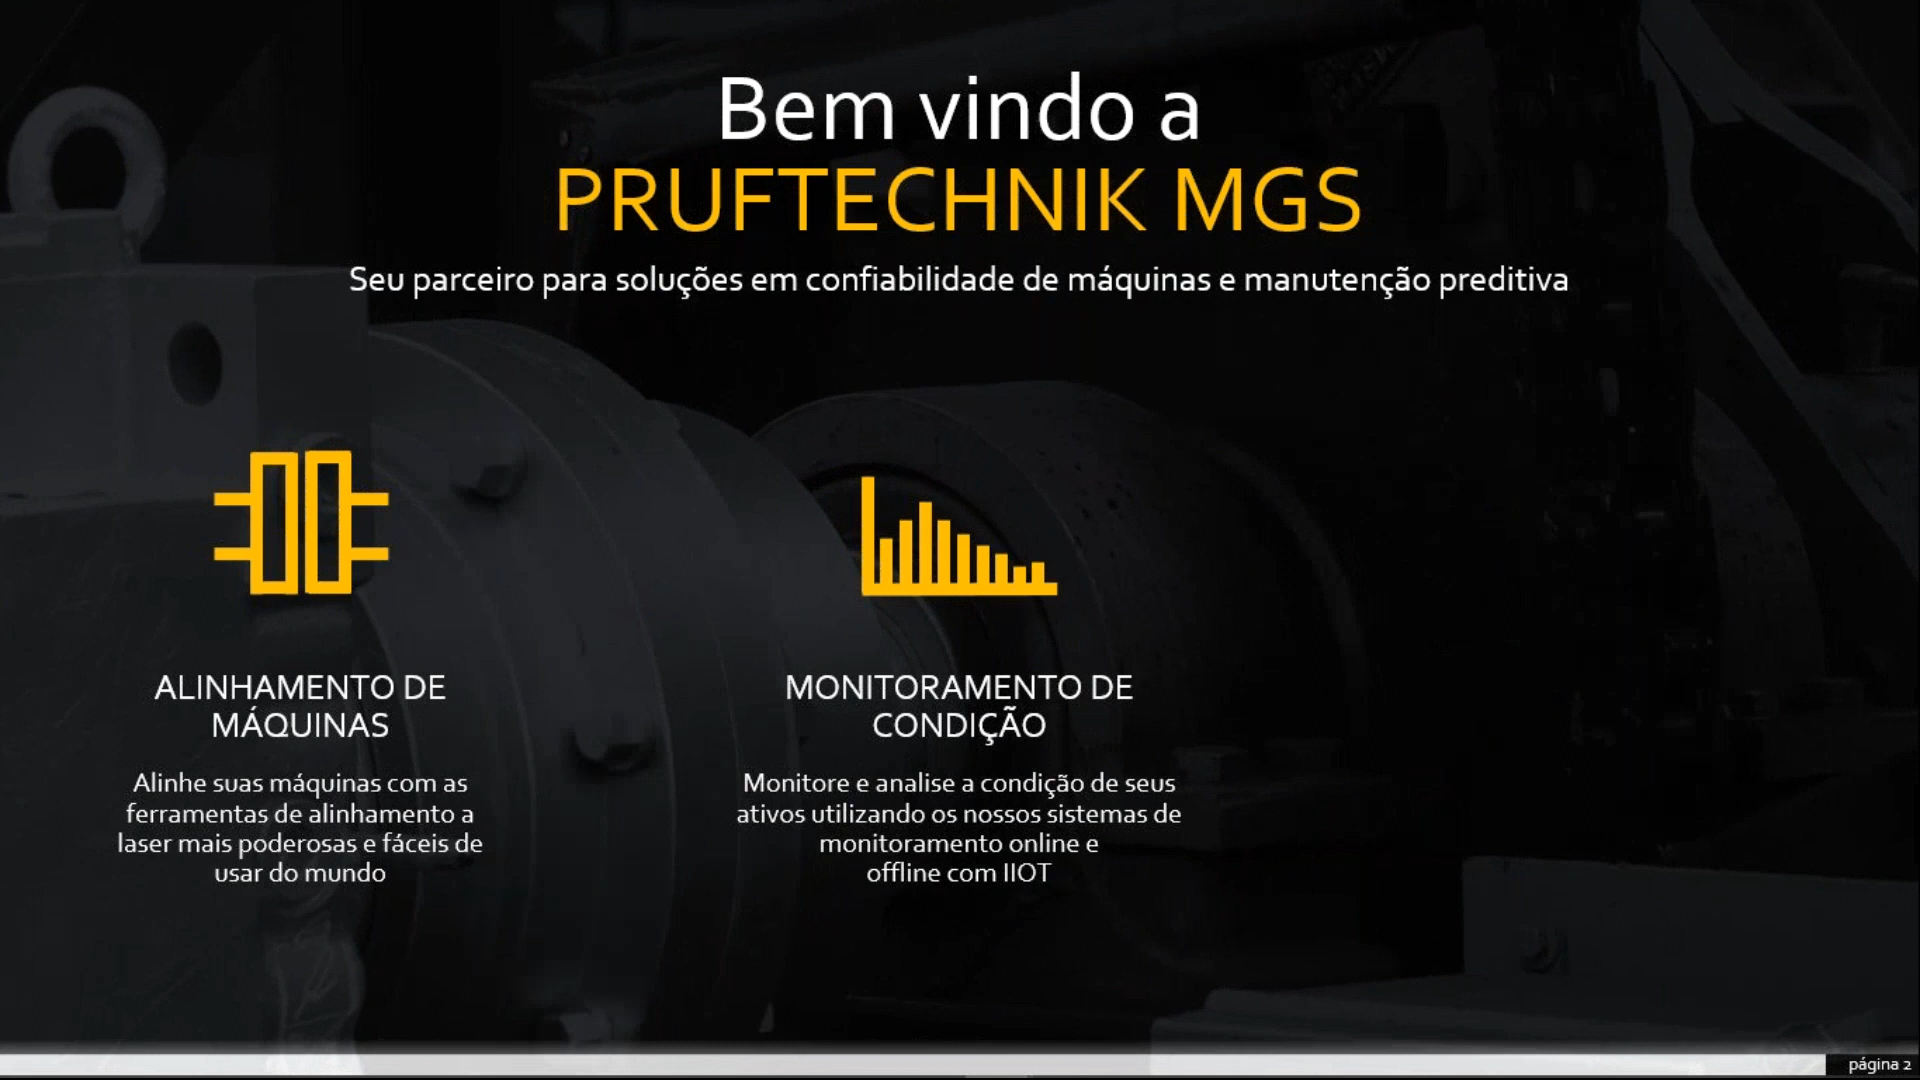 Bem vindo a
PRUFTECHNIK MGS
Seu parceiro para soluções em confiabilidade de máquinas e manutenção preditiva
ALINHAMENTO DE
MÁQUINAS
Alinhe suas máquinas com as
ferramentas de alinhamento a
laser mais poderosas e fáceis de
usar do mundo
MONITORAMENTO DE
CONDIÇÃO
Monitore e analise a condição de seus
ativos utilizando os nossos sistemas de
monitoramento online e
offline com IIOT
página 2